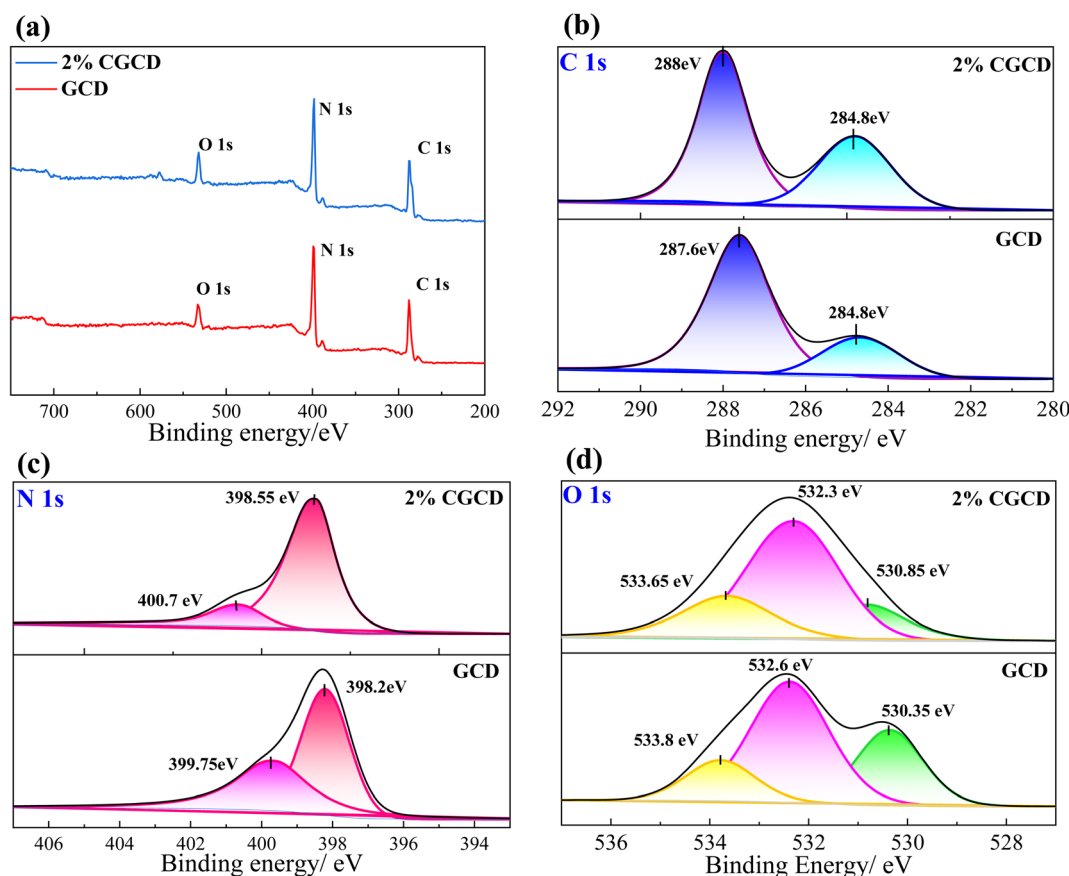 (a)
2% CGCD
GCD
O 1s
N 1s
C 1s
O 1s
N 1s
C 1s
700 600 500 400 300 200
Binding energy/eV
(b)
C 1s
288eV
284.8eV
2% CGCD
287.6eV
284.8eV
GCD
292 290 288 286 284 282 280
Binding energy/ eV
(c)
N 1s
398.55 eV
2% CGCD
400.7 eV
GCD
398.2eV
399.75eV
406 404 402 400 398 396 394
Binding energy/ eV
(d)
O 1s
532.3 eV
2% CGCD
533.65 eV
530.85 eV
532.6 eV
GCD
533.8 eV
530.35 eV
536 534 532 530 528
Binding Energy/ eV